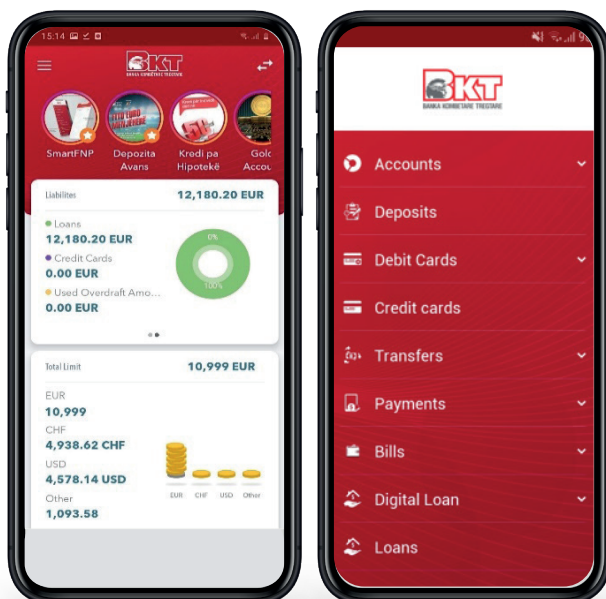 15:14
BKT
BANKA KOMBETARE TREGTARE
SmartFNP
Depozita
Avans
Kredi pa
Hipotekë
Gold
Accou
Liabilites 12,180.20 EUR
Loans
12,180.20 EUR
Credit Cards
0.00 EUR
Used Overdraft Amo...
0.00 EUR
0%
100%
Total Limit 10,999 EUR
EUR
10,999
CHF
4,938.62 CHF
USD
4,578.14 USD
Other
1,093.58
EUR CHF USD Other
BKT
BANKA KOMBETARE TREGTARE
Accounts
Deposits
Debit Cards
Credit cards
Transfers
Payments
Bills
Digital Loan
Loans